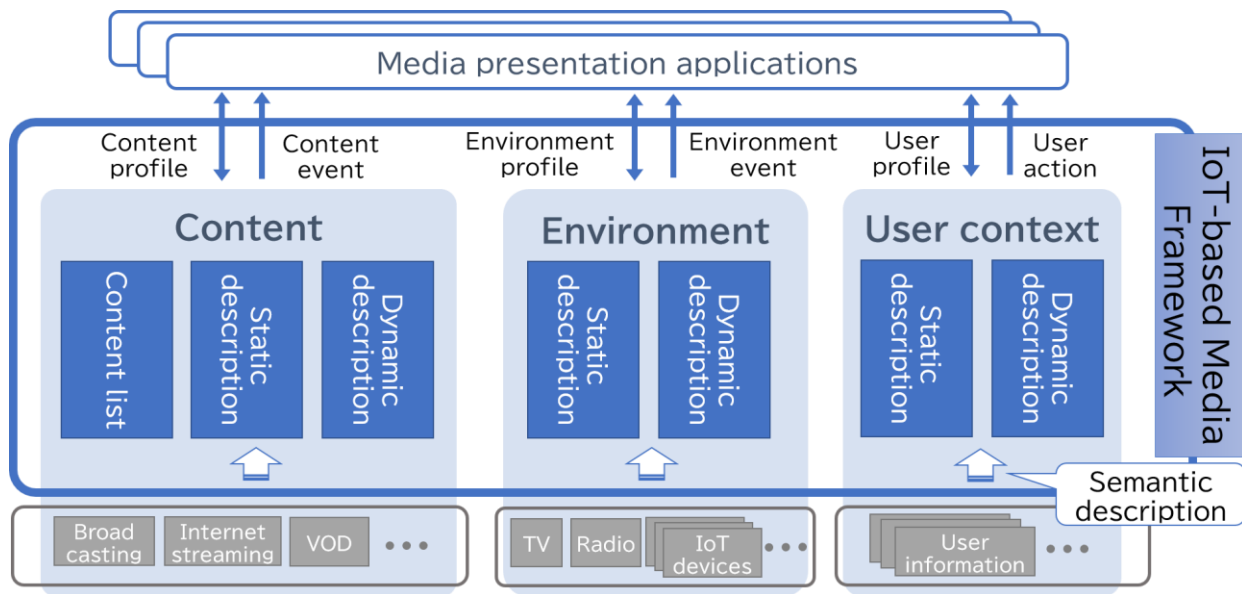 Media presentation applications
Content
profile
Content
event
Environment
profile
Environment
event
User
profile
User
action
IoT-based Media
Framework
Content
Content list
Static
description
Dynamic
description
Environment
Static
description
Dynamic
description
User context
Static
description
Dynamic
description
Semantic
description
Broad
casting
Internet
streaming
VOD
•••
TV
Radio
IoT
devices
••••
User
information
•••